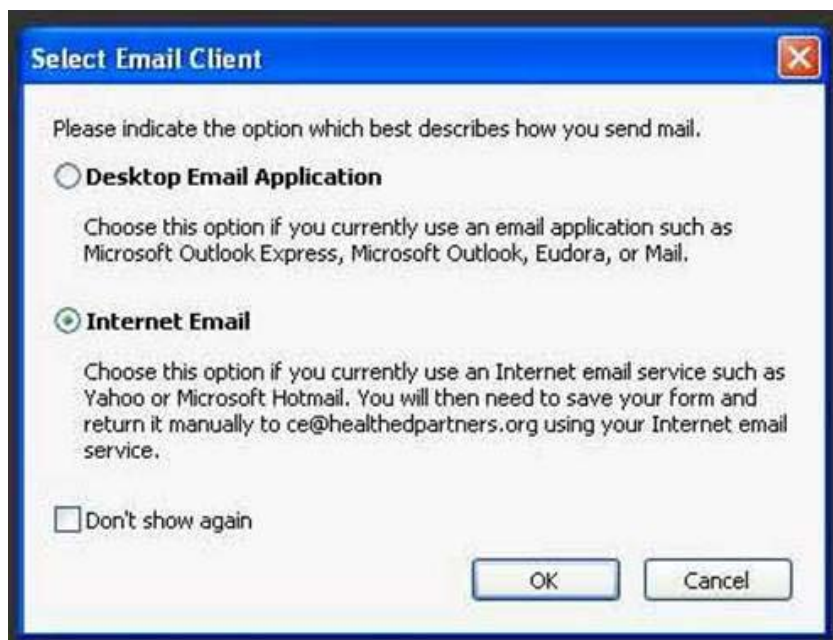 Select Email Client
Please indicate the option which best describes how you send mail.
Desktop Email Application
Choose this option if you currently use an email application such as
Microsoft Outlook Express, Microsoft Outlook, Eudora, or Mail.
Internet Email
Choose this option if you currently use an Internet email service such as
Yahoo or Microsoft Hotmail. You will then need to save your form and
return it manually to ce@healthedpartners.org using your Internet email
service.
Don't show again
OK Cancel